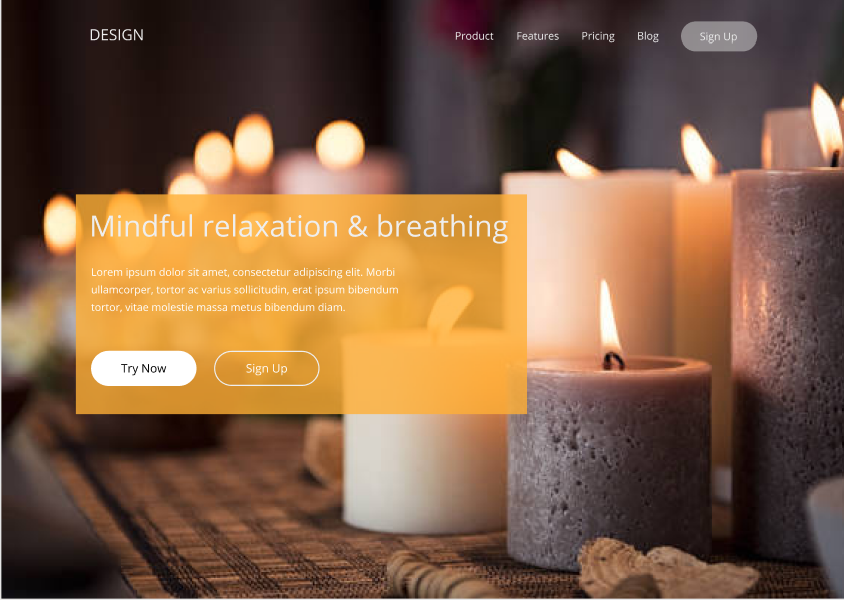 DESIGN
Product Features Pricing Blog Sign Up
Mindful relaxation & breathing
Lorem ipsum dolor sit amet, consectetur adipiscing elit. Morbi
ullamcorper, tortor ac varius sollicitudin, erat ipsum bibendum
tortor, vitae molestie massa metus bibendum diam.
Try Now Sign Up